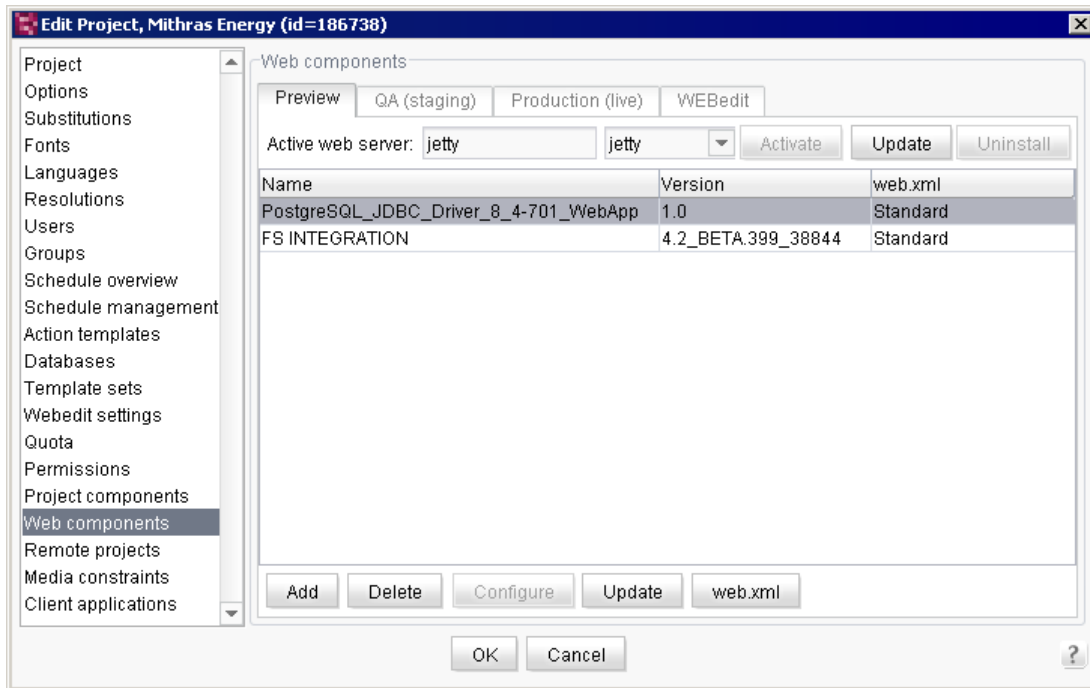 Edit Project, Mithras Energy (id=186738)
Project
Options
Substitutions
Fonts
Languages
Resolutions
Users
Groups
Schedule overview
Schedule management
Action templates
Databases
Template sets
Webedit settings
Quota
Permissions
Project components
Web components
Remote projects
Media constraints
Client applications
Web components
Preview QA (staging) Production (live) WEBedit
Active web server: jetty jetty Activate Update Uninstall
Name Version web.xml
PostgreSQL_JDBC_Driver_8_4-701_WebApp 1.0 Standard
FS INTEGRATION 4.2_BETA.399_38844 Standard
Add Delete Configure Update web.xml
OK Cancel ?